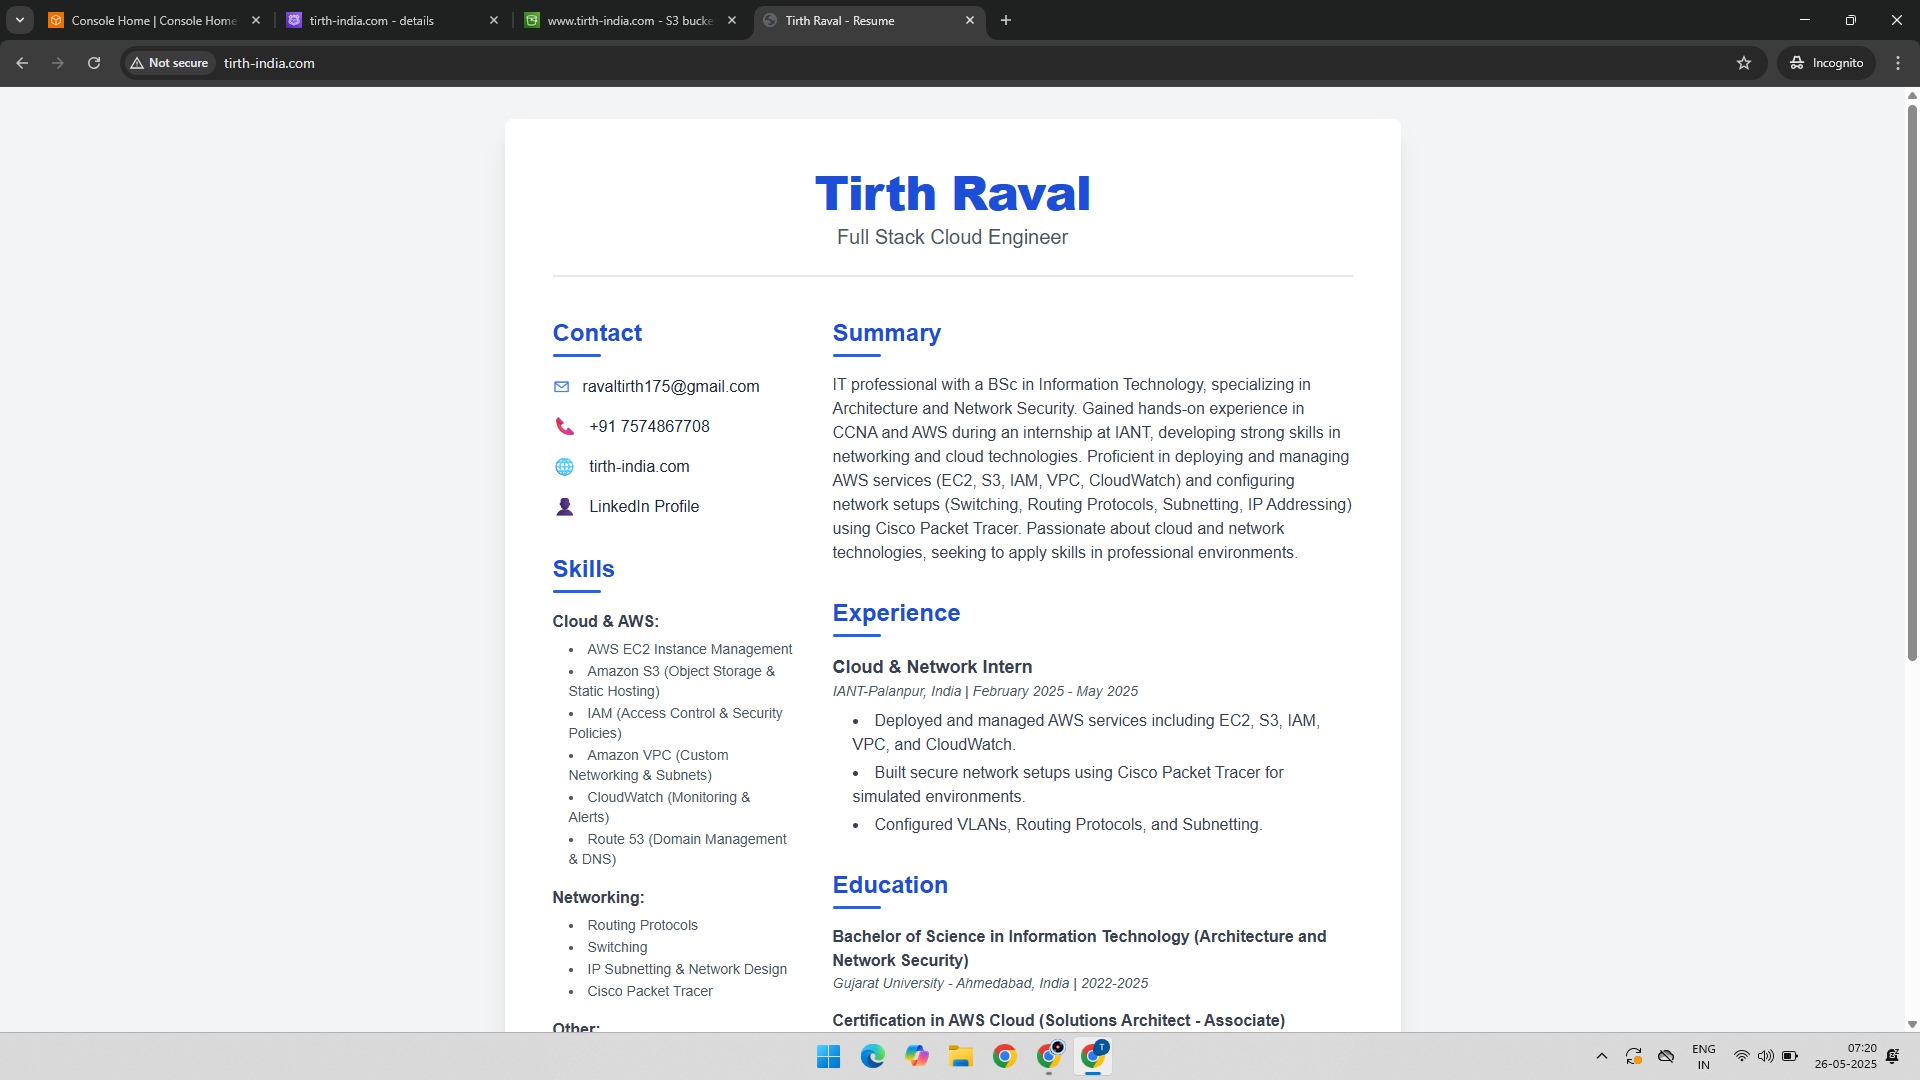 Console Home | Console Home
tirth-india.com - details
www.tirth-india.com - S3 bucke
Tirth Raval - Resume
Not secure
tirth-india.com
Incognito
Tirth Raval
Full Stack Cloud Engineer
Contact
ravaltirth175@gmail.com
+91 7574867708
tirth-india.com
LinkedIn Profile
Skills
Cloud & AWS:
• AWS EC2 Instance Management
• Amazon S3 (Object Storage &
Static Hosting)
• IAM (Access Control & Security
Policies)
• Amazon VPC (Custom
Networking & Subnets)
• CloudWatch (Monitoring &
Alerts)
• Route 53 (Domain Management
& DNS)
Networking:
• Routing Protocols
• Switching
• IP Subnetting & Network Design
• Cisco Packet Tracer
Other:
Summary
IT professional with a BSc in Information Technology, specializing in
Architecture and Network Security. Gained hands-on experience in
CCNA and AWS during an internship at IANT, developing strong skills in
networking and cloud technologies. Proficient in deploying and managing
AWS services (EC2, S3, IAM, VPC, CloudWatch) and configuring
network setups (Switching, Routing Protocols, Subnetting, IP Addressing)
using Cisco Packet Tracer. Passionate about cloud and network
technologies, seeking to apply skills in professional environments.
Experience
Cloud & Network Intern
IANT-Palanpur, India | February 2025 - May 2025
• Deployed and managed AWS services including EC2, S3, IAM,
VPC, and CloudWatch.
• Built secure network setups using Cisco Packet Tracer for
simulated environments.
• Configured VLANs, Routing Protocols, and Subnetting.
Education
Bachelor of Science in Information Technology (Architecture and
Network Security)
Gujarat University - Ahmedabad, India | 2022-2025
Certification in AWS Cloud (Solutions Architect - Associate)
T
ENG
IN
07:20
26-05-2025